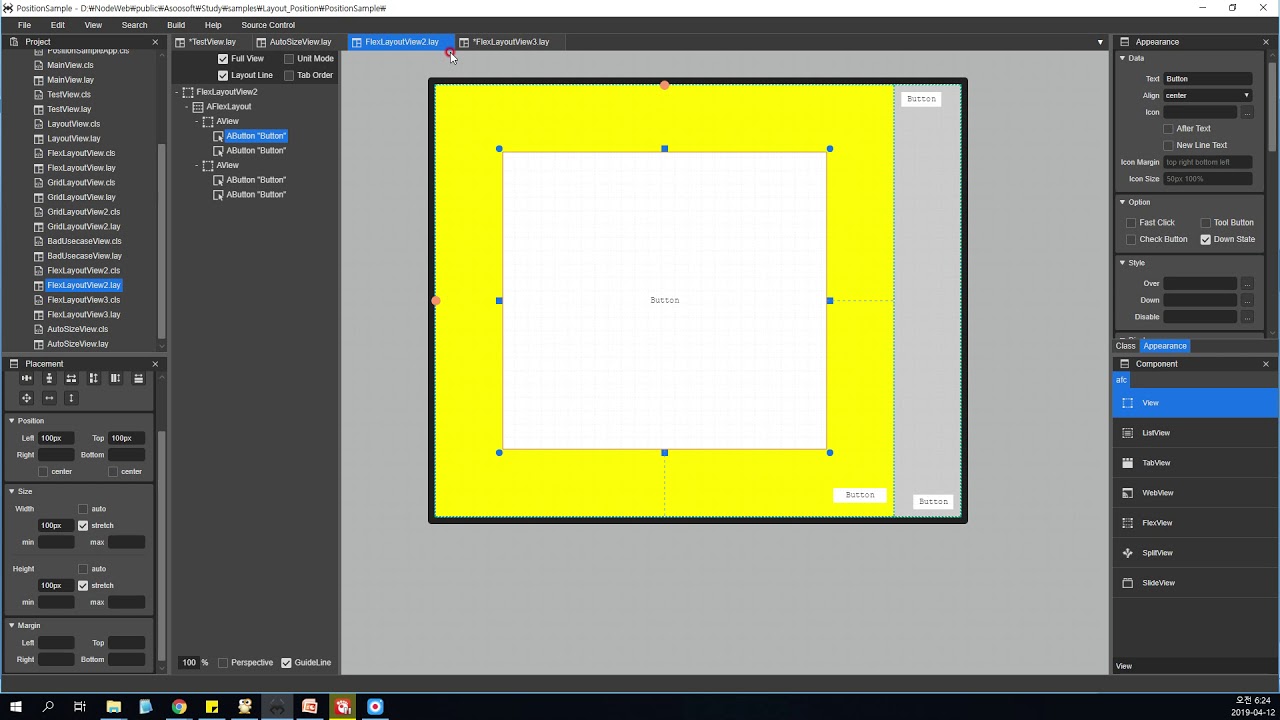 PositionSample - D:₩NodeWeb₩public₩Asosoft₩Study₩samples₩Layout_Position₩PositionSample₩
File Edit View Search Build Help Source Control
Project
PositionSampleApp.cls
MainView.cls
MainView.lay
TestView.cls
TestView.lay
LayoutView.cls
LayoutView.lay
FlexLayoutView.cls
FlexLayoutView.lay
GridLayoutView.cls
GridLayoutView.lay
GridLayoutView2.cls
GridLayoutView2.lay
BadUsecaseView.cls
BadUsecaseView.lay
FlexLayoutView2.cls
FlexLayoutView2.lay
FlexLayoutView3.cls
FlexLayoutView3.lay
AutoSizeView.cls
AutoSizeView.lay
Placement
Position
Left 100px Top 100px
Right Bottom
center center
Size
Width auto
100px stretch
min max
Height auto
100px stretch
min max
Margin
Left Top
Right Bottom
*TestView.lay AutoSizeView.lay FlexLayoutView2.lay *FlexLayoutView3.lay
Full View Unit Mode
Layout Line Tab Order
FlexLayoutView2
AFlexLayout
AView
AButton "Button"
AButton "Button"
AView
AButton "Button"
AButton "Button"
100 % Perspective GuideLine
Button
Button
Button
Button
Appearance
Data
Text Button
Align center
Icon ...
After Text
New Line Text
Icon Margin top right bottom left
Icon Size 50px 100%
Option
Fast Click Tool Button
Check Button Down State
Style
Over ...
Down ...
Disable ...
Class Appearance
Component
afc
View
ListView
TabView
WebView
FlexView
SplitView
SlideView
View
오전 6:24
2019-04-12